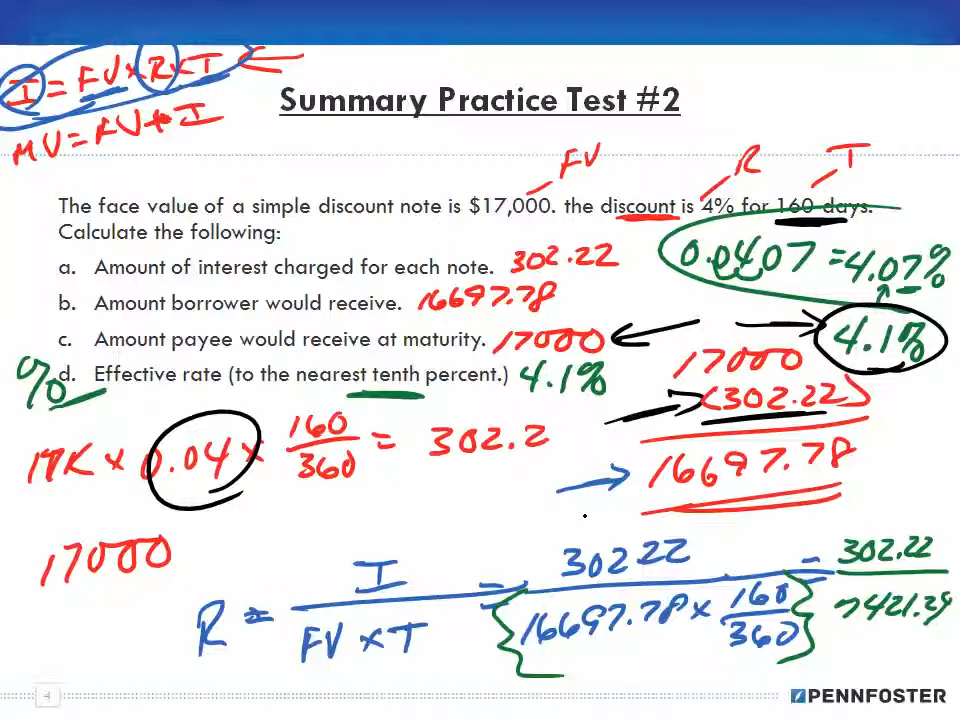 I = FV x R x T
MV = FV - I
Summary Practice Test #2
FV R T
The face value of a simple discount note is $17,000. the discount is 4% for 160 days.
Calculate the following:
a. Amount of interest charged for each note. 302.22
b. Amount borrower would receive. 16697.78
c. Amount payee would receive at maturity. 17000
d. Effective rate (to the nearest tenth percent.) 4.1%
%
0.0407 = 4.07%
4.1%
17000
(302.22)
16697.78
17K x 0.04 x 160/360 = 302.2
17000
R = I / FV x T = 30222 / {16697.78 x 160/360} = 302.22 / 7421.24
4
PENNFOSTER